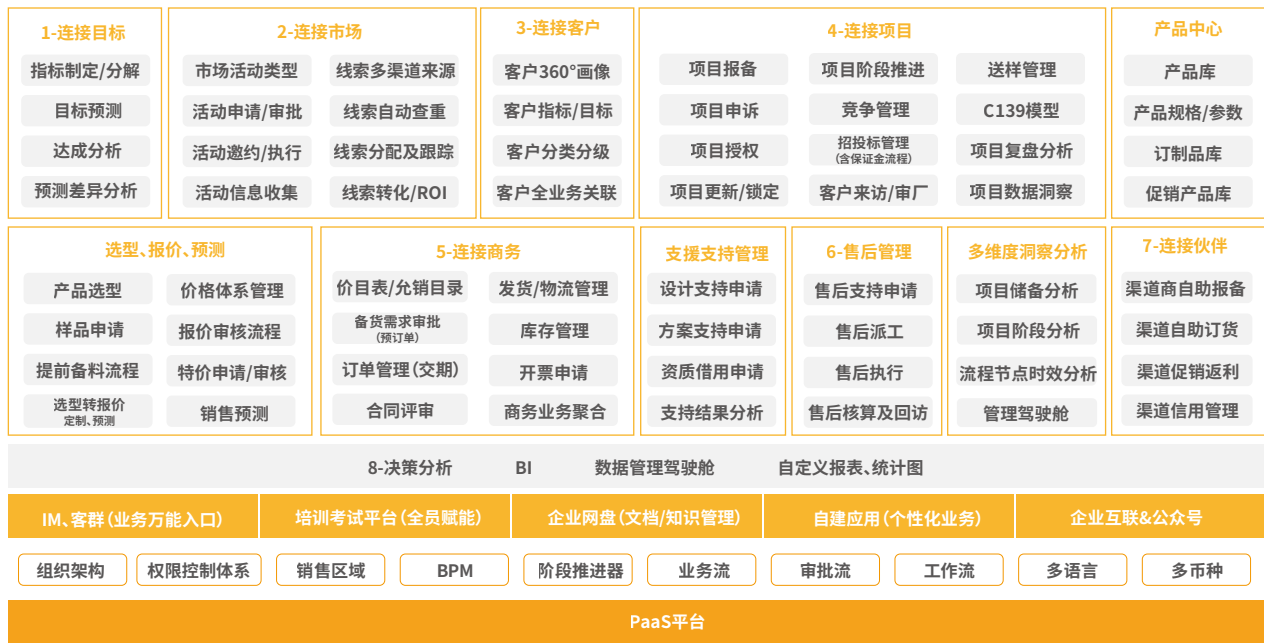 1-连接目标
指标制定/分解
目标预测
达成分析
预测差异分析
2-连接市场
市场活动类型
线索多渠道来源
活动申请/审批
线索自动查重
活动邀约/执行
线索分配及跟踪
活动信息收集
线索转化/ROI
3-连接客户
客户360°画像
客户指标/目标
客户分类分级
客户全业务关联
4-连接项目
项目报备
项目阶段推进
送样管理
项目申诉
竞争管理
C139模型
项目授权
招投标管理
(含保证金流程)
项目复盘分析
项目更新/锁定
客户来访/审厂
项目数据洞察
产品中心
产品库
产品规格/参数
订制品库
促销产品库
选型、报价、预测
产品选型
价格体系管理
样品申请
报价审核流程
提前备料流程
特价申请/审核
选型转报价
定制、预测
销售预测
5-连接商务
价目表/允销目录
发货/物流管理
备货需求审批
(预订单)
库存管理
订单管理(交期)
开票申请
合同评审
商务业务聚合
支援支持管理
设计支持申请
方案支持申请
资质借用申请
支持结果分析
6-售后管理
售后支持申请
售后派工
售后执行
售后核算及回访
多维度洞察分析
项目储备分析
项目阶段分析
流程节点时效分析
管理驾驶舱
7-连接伙伴
渠道商自助报备
渠道自助订货
渠道促销返利
渠道信用管理
8-决策分析 BI 数据管理驾驶舱 自定义报表、统计图
IM、客群(业务万能入口)
培训考试平台(全员赋能)
企业网盘(文档/知识管理)
自建应用(个性化业务)
企业互联&公众号
组织架构
权限控制体系
销售区域
BPM
阶段推进器
业务流
审批流
工作流
多语言
多币种
PaaS平台